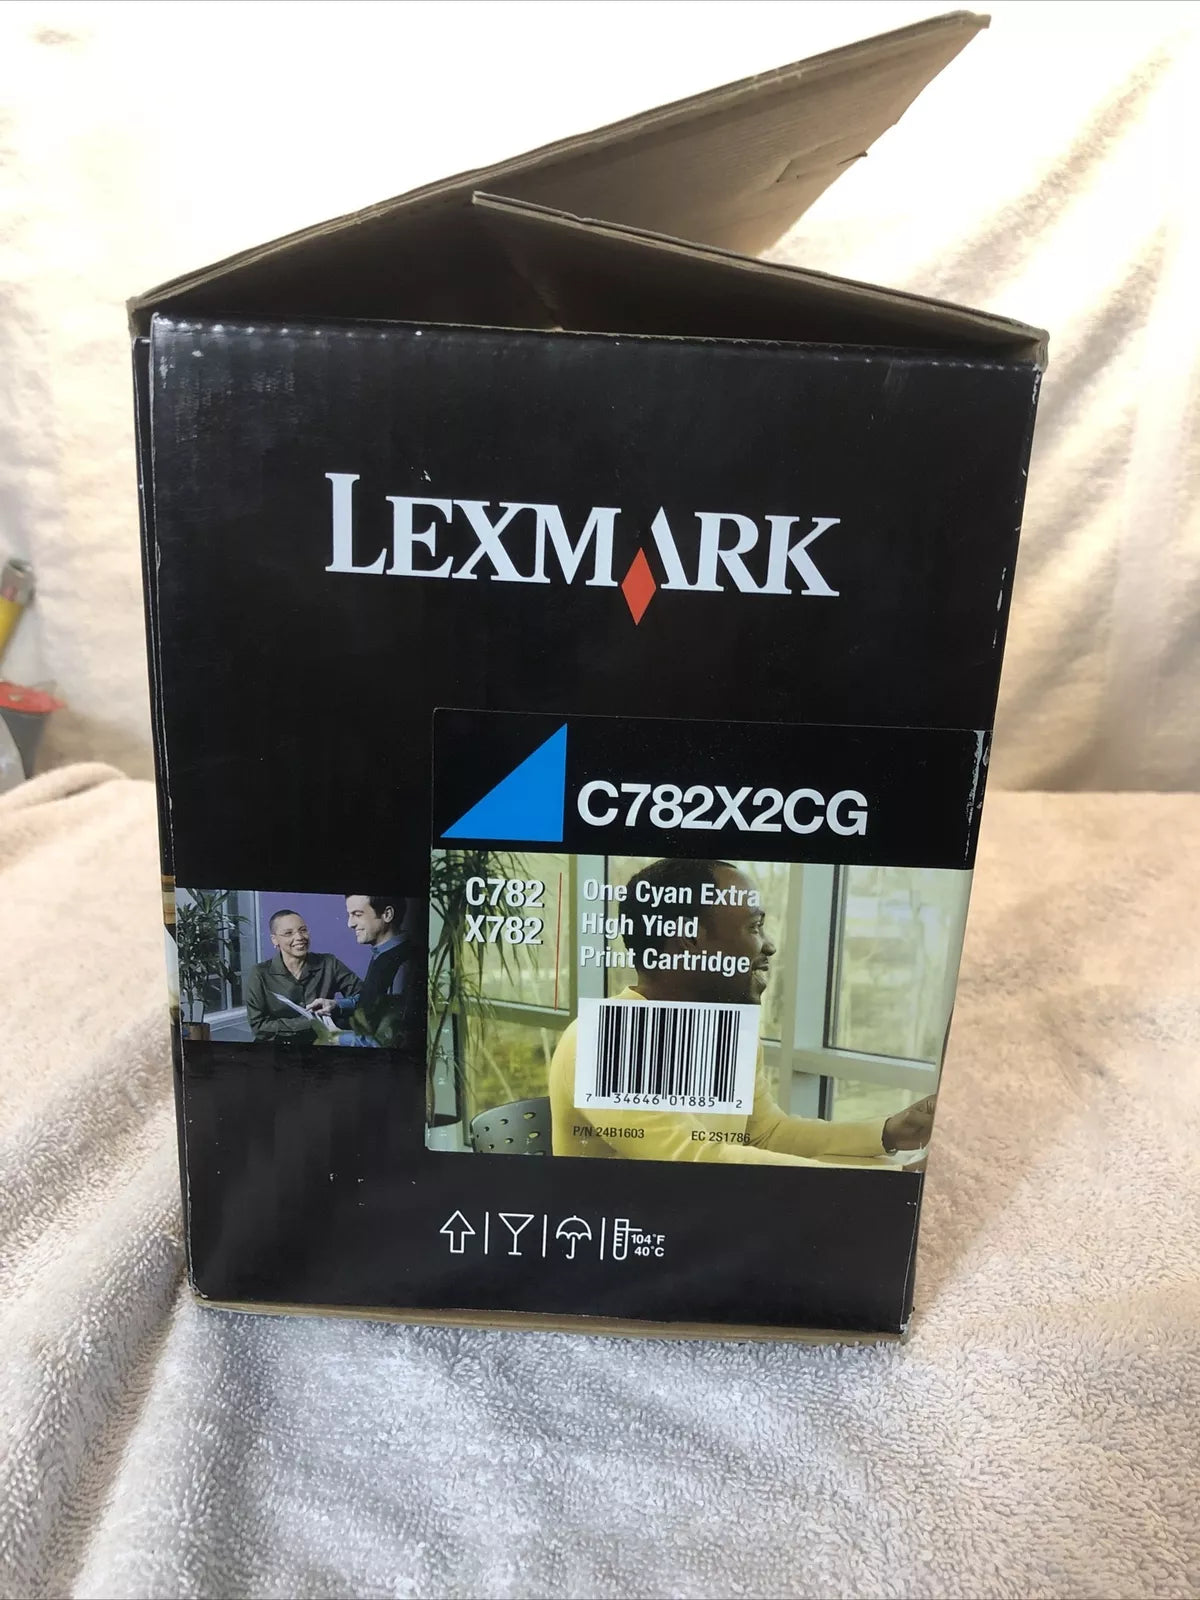 LEXMARK
C782X2CG
C782
X782
One Cyan Extra
High Yield
Print Cartridge
7 34646 01885 2
P/N 24B1603 EC 2S1786
104°F
40°C